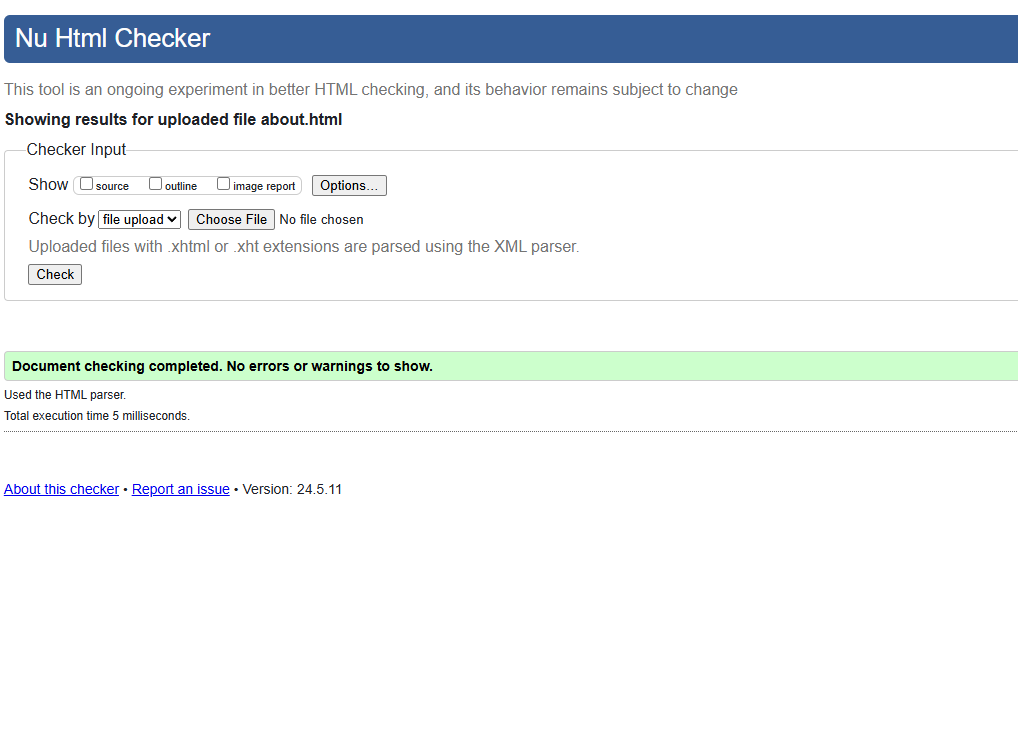 Nu Html Checker
This tool is an ongoing experiment in better HTML checking, and its behavior remains subject to change
Showing results for uploaded file about.html
Checker Input
Show source outline image report Options...
Check by file upload Choose File No file chosen
Uploaded files with .xhtml or .xht extensions are parsed using the XML parser.
Check
Document checking completed. No errors or warnings to show.
Used the HTML parser.
Total execution time 5 milliseconds.
About this checker • Report an issue • Version: 24.5.11